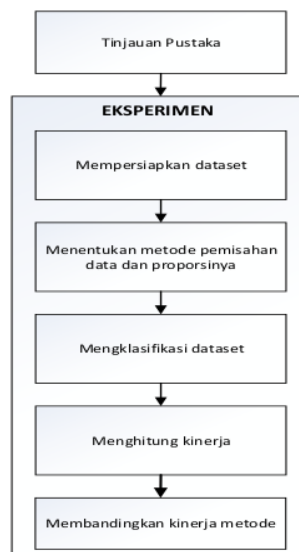 Tinjauan Pustaka
EKSPERIMEN
Mempersiapkan dataset
Menentukan metode pemisahan
data dan proporsinya
Mengklasifikasi dataset
Menghitung kinerja
Membandingkan kinerja metode